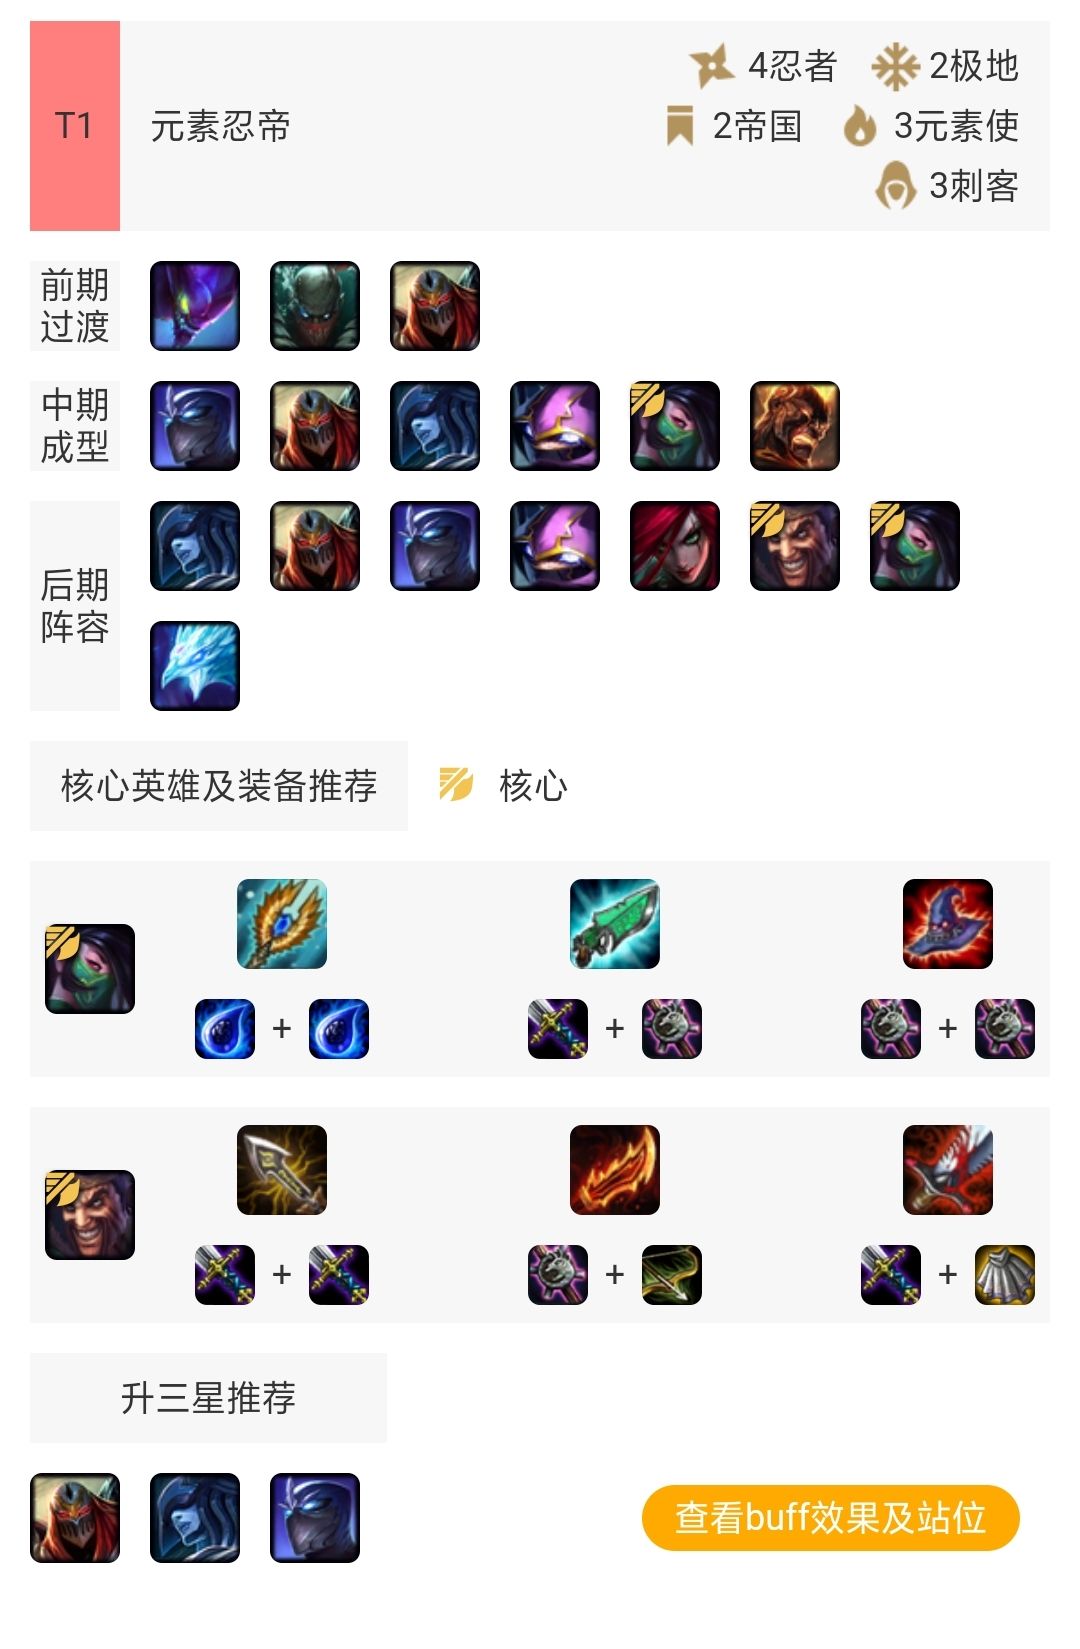 T1
元素忍帝
4忍者 2极地
2帝国 3元素使
3刺客
前期
过渡
中期
成型
后期
阵容
核心英雄及装备推荐 核心
+ + +
+ + +
升三星推荐
查看buff效果及站位